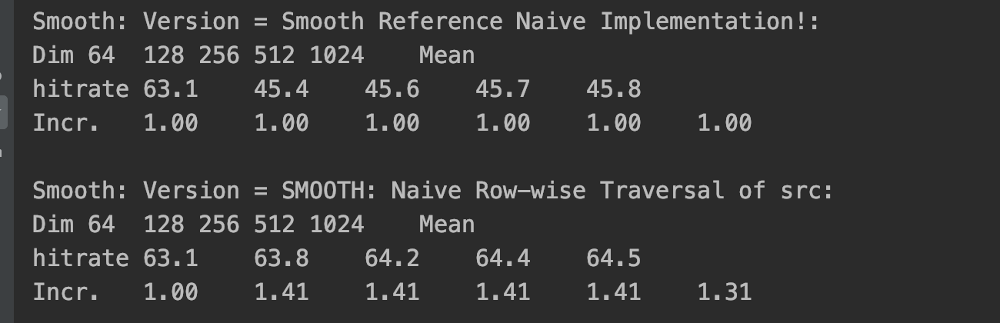 Smooth: Version = Smooth Reference Naive Implementation!:
Dim 64 128 256 512 1024 Mean
hitrate 63.1 45.4 45.6 45.7 45.8
Incr. 1.00 1.00 1.00 1.00 1.00 1.00
Smooth: Version = SMOOTH: Naive Row-wise Traversal of src:
Dim 64 128 256 512 1024 Mean
hitrate 63.1 63.8 64.2 64.4 64.5
Incr. 1.00 1.41 1.41 1.41 1.41 1.31